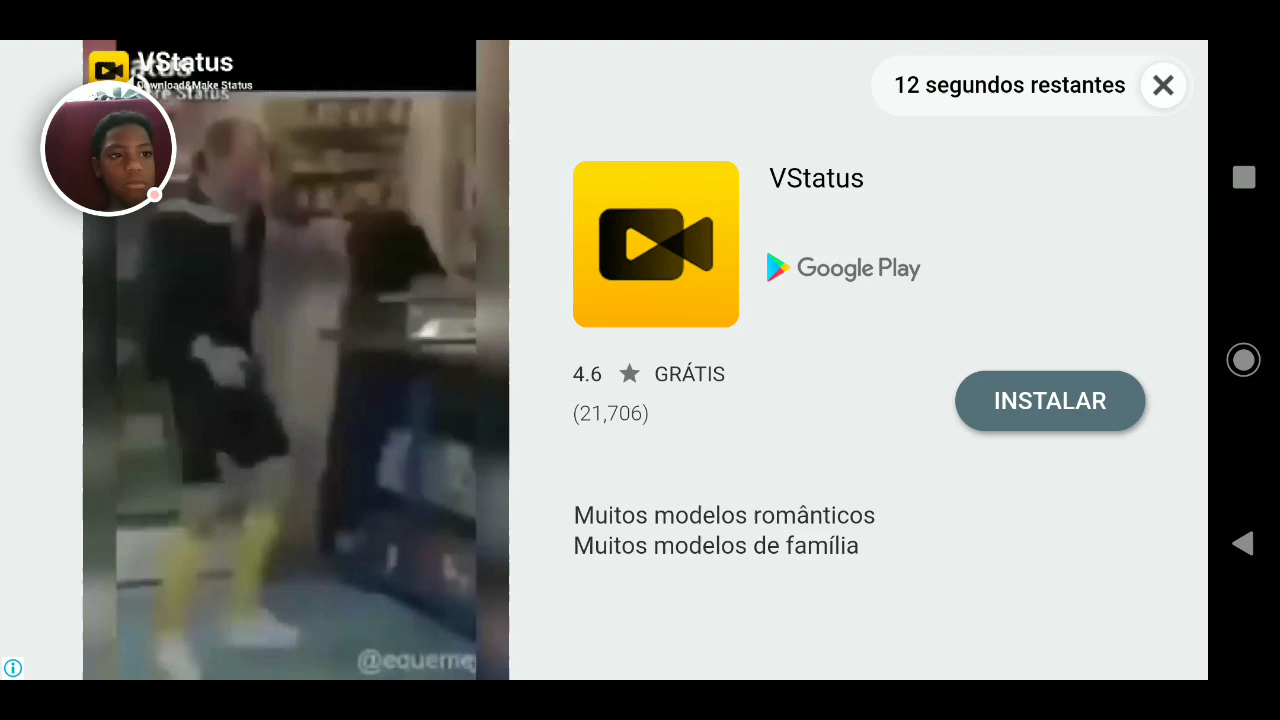 VStatus
Download&Make Status
12 segundos restantes
VStatus
Google Play
4.6 GRÁTIS
(21,706)
INSTALAR
Muitos modelos românticos
Muitos modelos de família